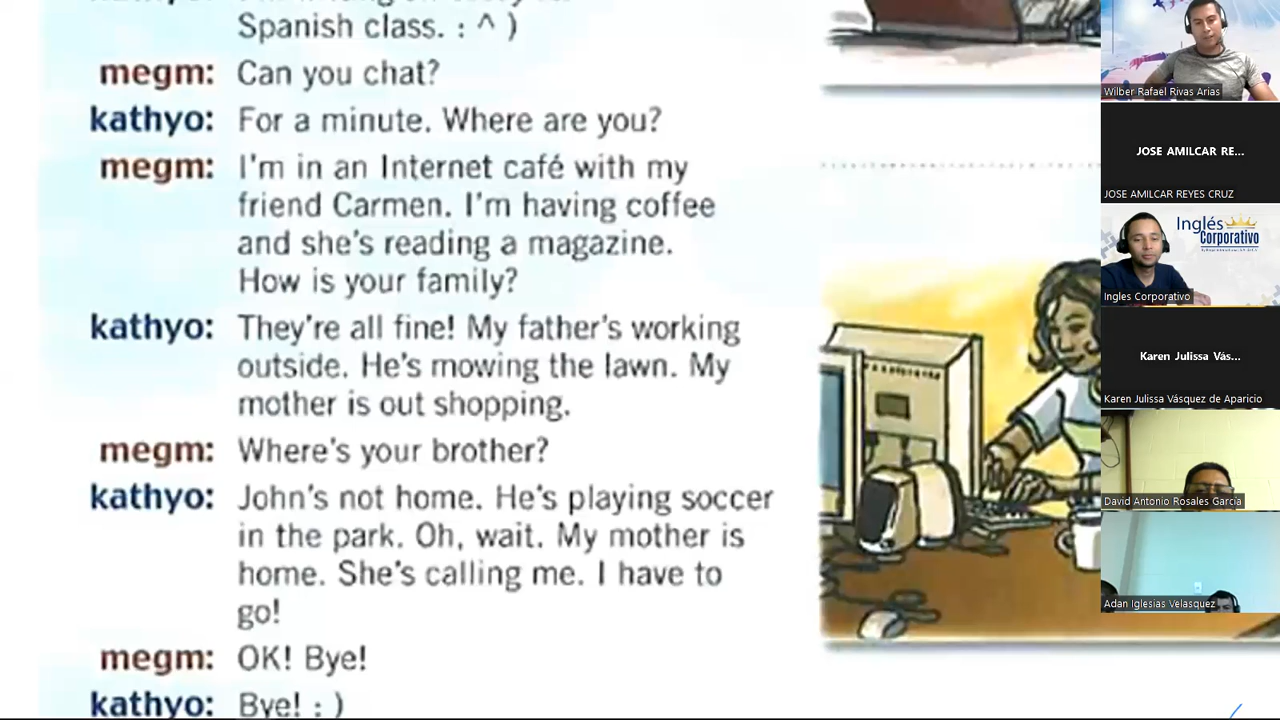 Spanish class. : ^ )
megm: Can you chat?
kathyo: For a minute. Where are you?
megm: I'm in an Internet café with my
friend Carmen. I'm having coffee
and she's reading a magazine.
How is your family?
kathyo: They're all fine! My father's working
outside. He's mowing the lawn. My
mother is out shopping.
megm: Where's your brother?
kathyo: John's not home. He's playing soccer
in the park. Oh, wait. My mother is
home. She's calling me. I have to
go!
megm: OK! Bye!
kathyo: Bye! : )
Wilber Rafael Rivas Arias
JOSE AMILCAR RE...
JOSE AMILCAR REYES CRUZ
Inglés
Corporativo
Ingles Corporativo
Karen Julissa Vás...
Karen Julissa Vásquez de Aparicio
David Antonio Rosales García
Adan Iglesias Velasquez